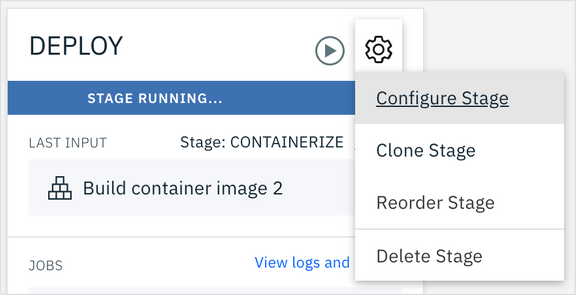 DEPLOY
STAGE RUNNING...
Configure Stage
LAST INPUT
Stage: CONTAINERIZE
Clone Stage
Build container image 2
Reorder Stage
JOBS
View logs and
Delete Stage